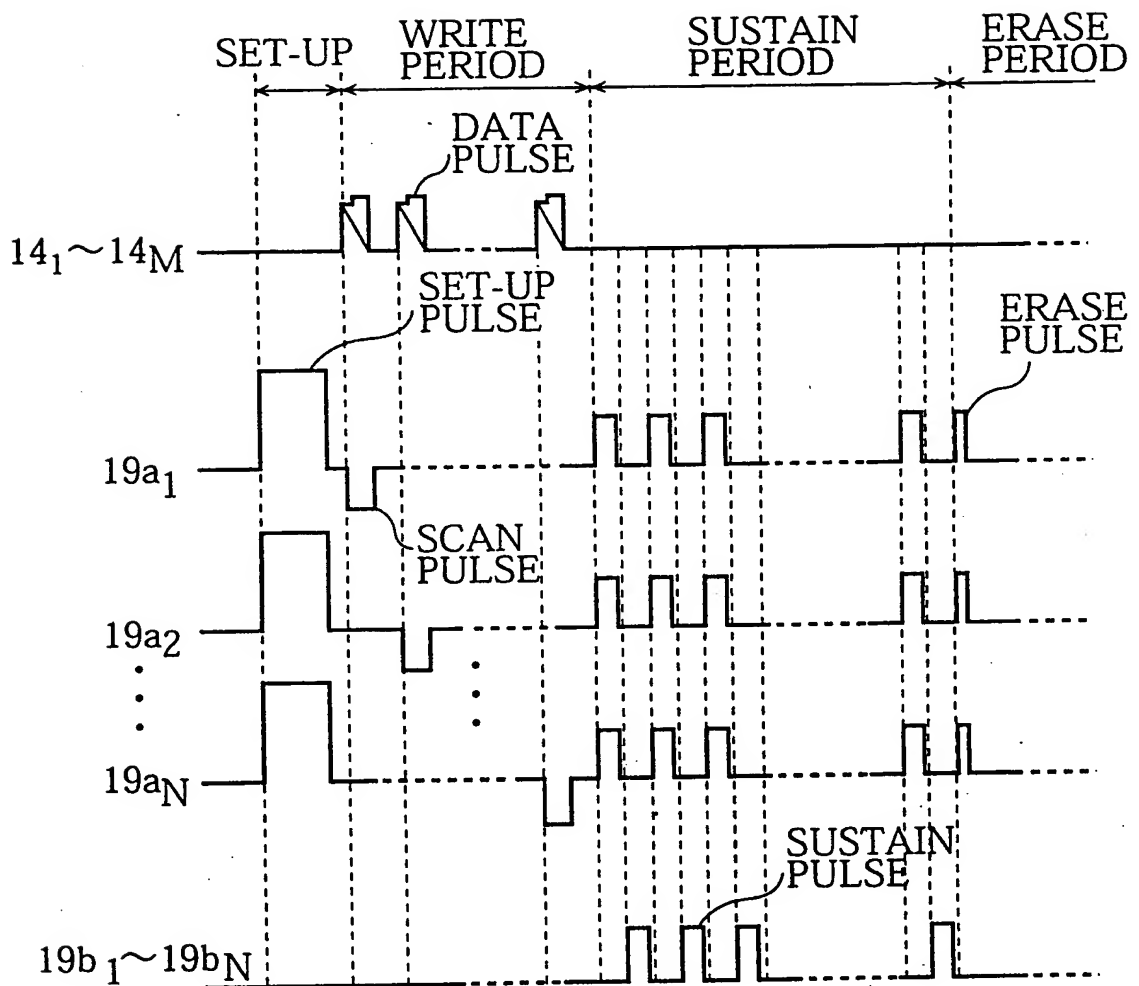 SET-UP
WRITE
PERIOD
SUSTAIN
PERIOD
ERASE
PERIOD
DATA
PULSE
14₁～14M
SET-UP
PULSE
ERASE
PULSE
19a₁
SCAN
PULSE
19a₂
19aN
SUSTAIN
PULSE
19b₁～19bN